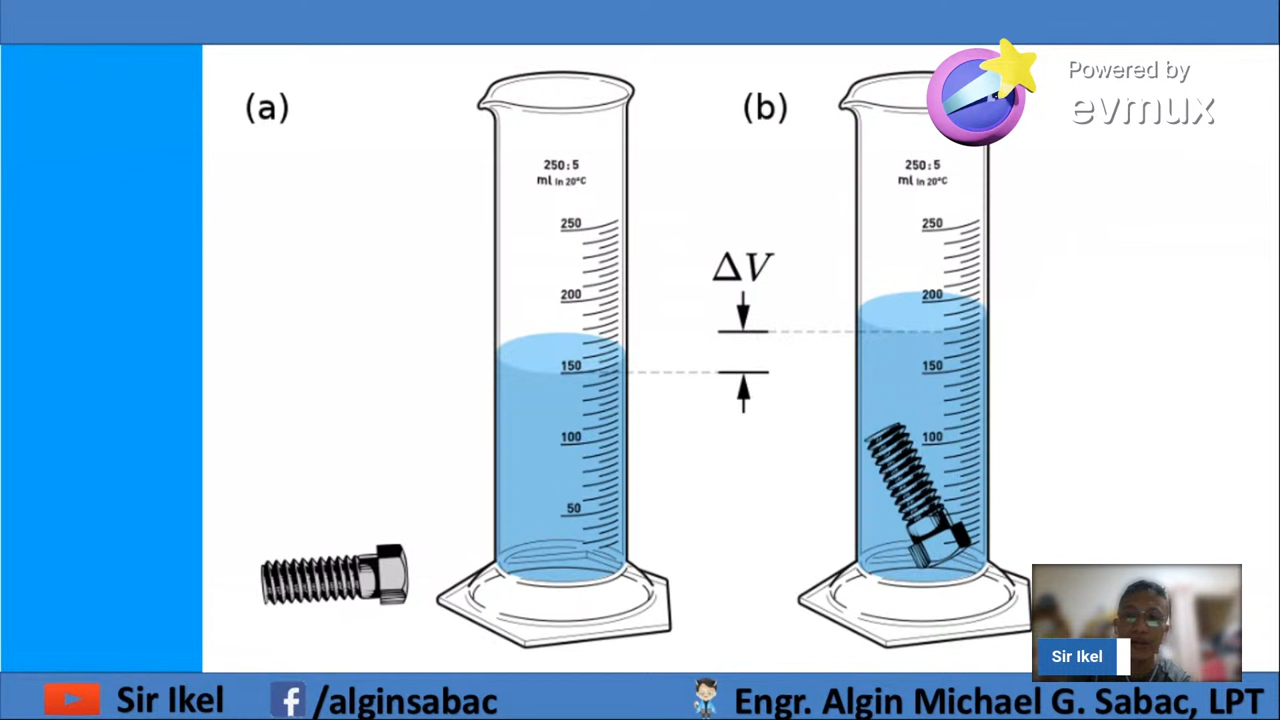 Powered by
evmux
(a)
(b)
250:5
ml In 20°C
250
200
150
100
50
ΔV
250:5
ml In 20°C
250
200
150
100
Sir Ikel
Sir Ikel
/alginsabac
Engr. Algin Michael G. Sabac, LPT